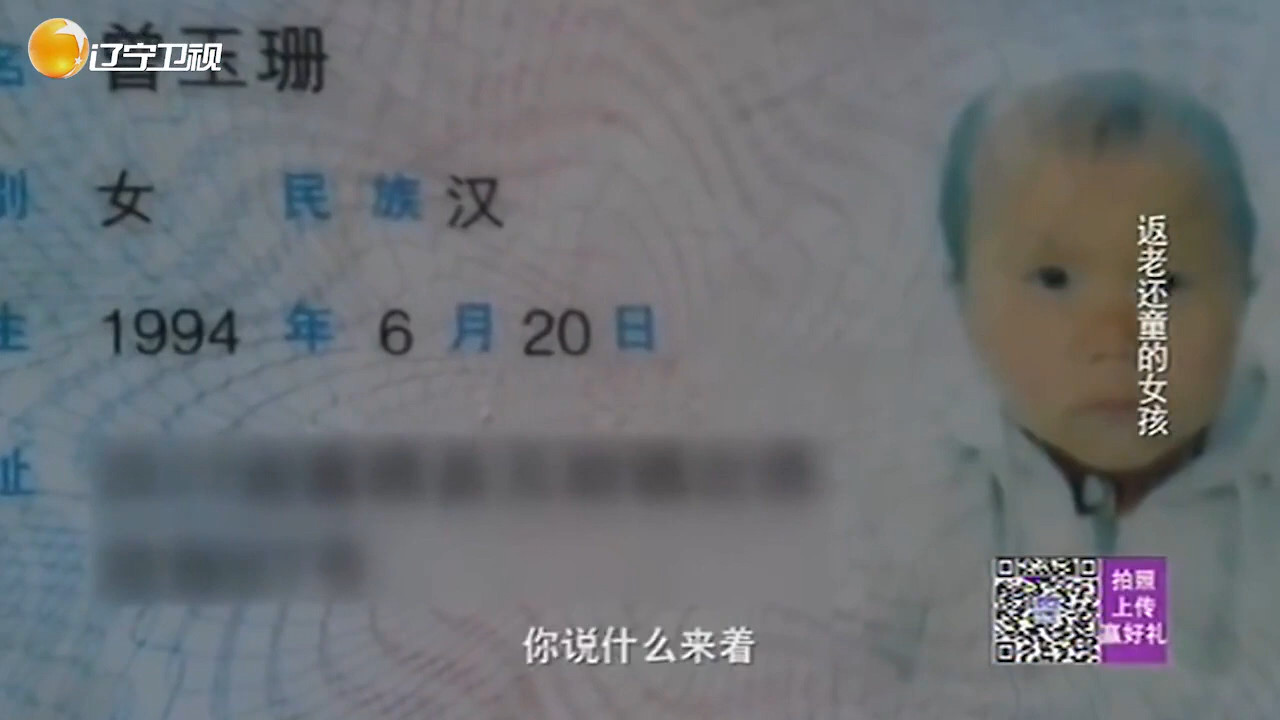 辽宁卫视
名 曾玉珊
别 女 民族 汉
生 1994 年 6 月 20 日
址
返老还童的女孩
拍照
上传
赢好礼
你说什么来着